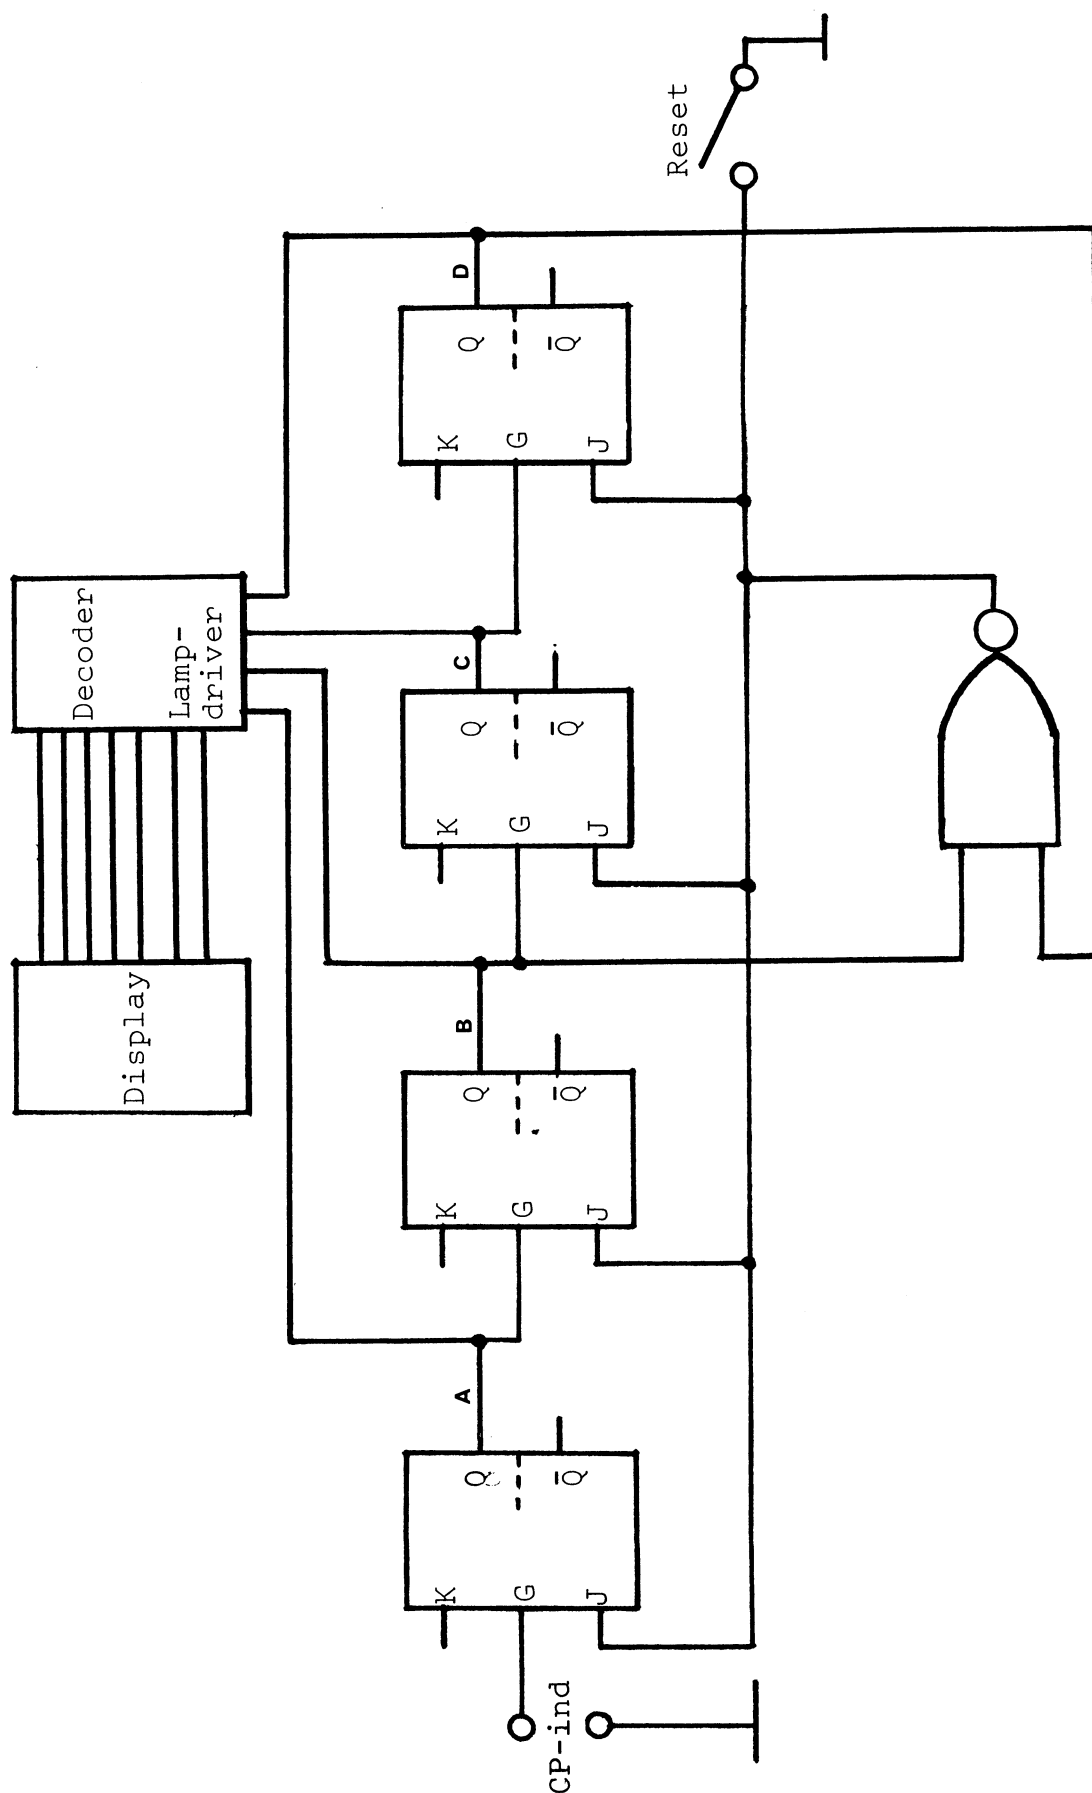 Display
Decoder
Lamp-
driver
A
B
C
D
K
G
J
Q
Q̅
K
G
J
Q
Q̅
K
G
J
Q
Q̅
K
G
J
Q
Q̅
CP-ind
Reset